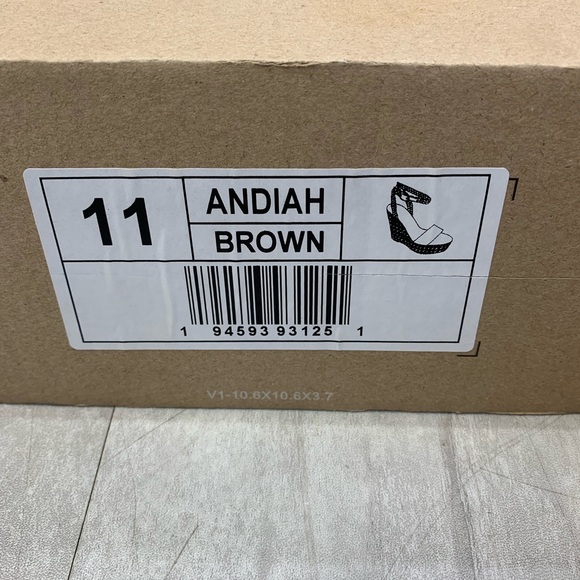 11
ANDIAH
BROWN
1 94593 93125 1
V1-10.6X10.6X3.7